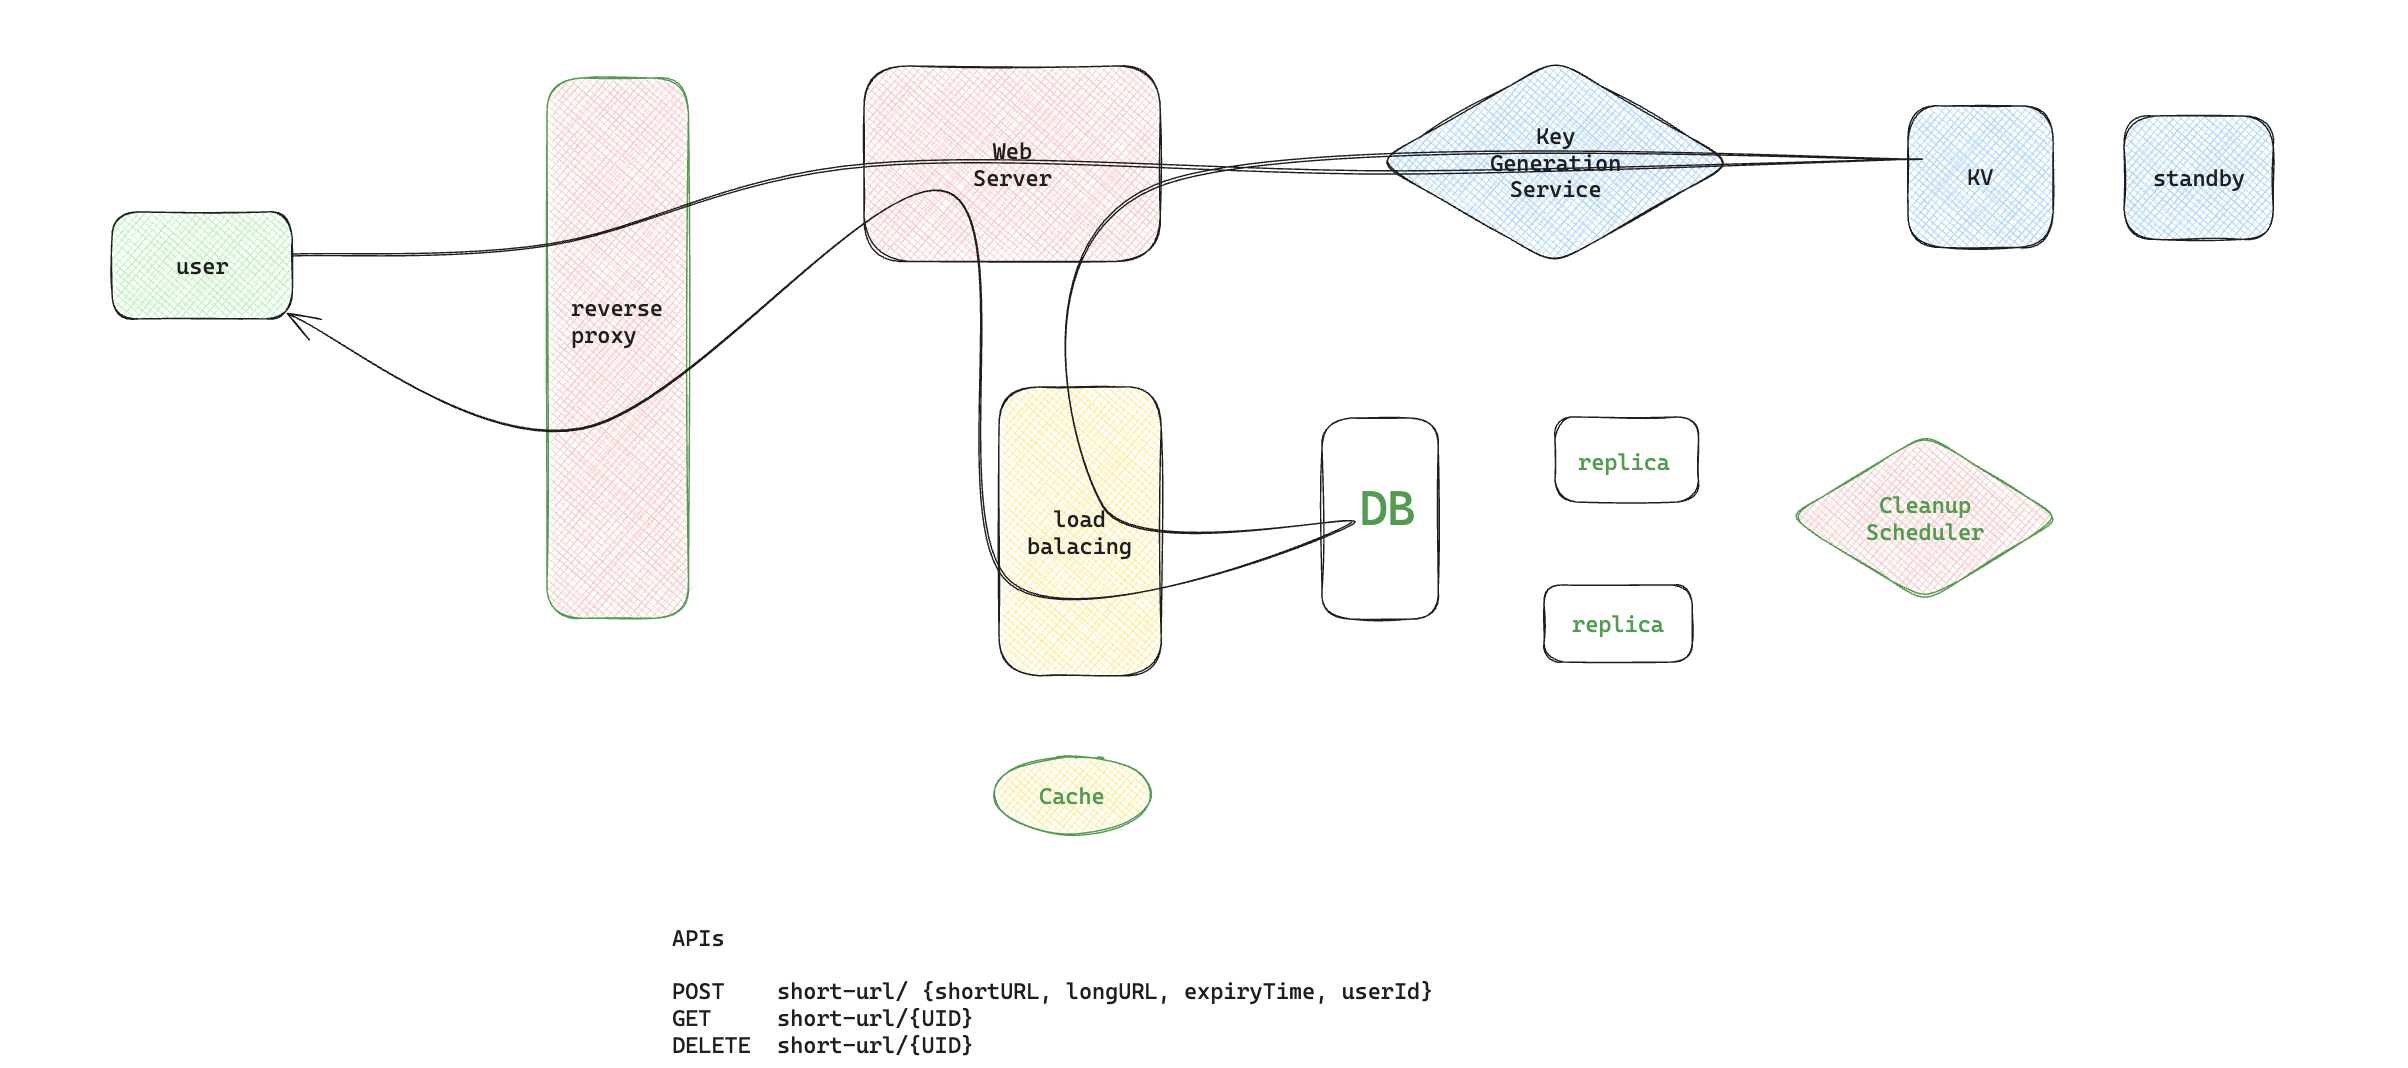 Web
Server
Key
Generation
Service
KV
standby
user
reverse
proxy
load
balacing
DB
replica
replica
Cleanup
Scheduler
Cache
APIs
POST    short-url/ {shortURL, longURL, expiryTime, userId}
GET     short-url/{UID}
DELETE  short-url/{UID}